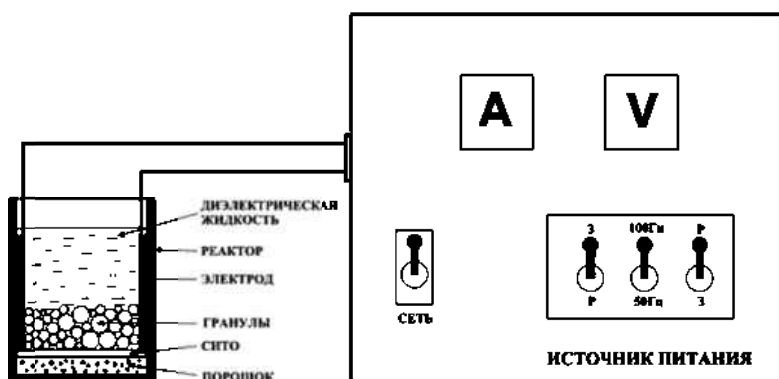 A V
ДИЭЛЕКТРИЧЕСКАЯ
ЖИДКОСТЬ
РЕАКТОР
ЭЛЕКТРОД
ГРАНУЛЫ
СИТО
ПОРОШОК
СЕТЬ
З 100Гц Р
Р 50Гц З
ИСТОЧНИК ПИТАНИЯ